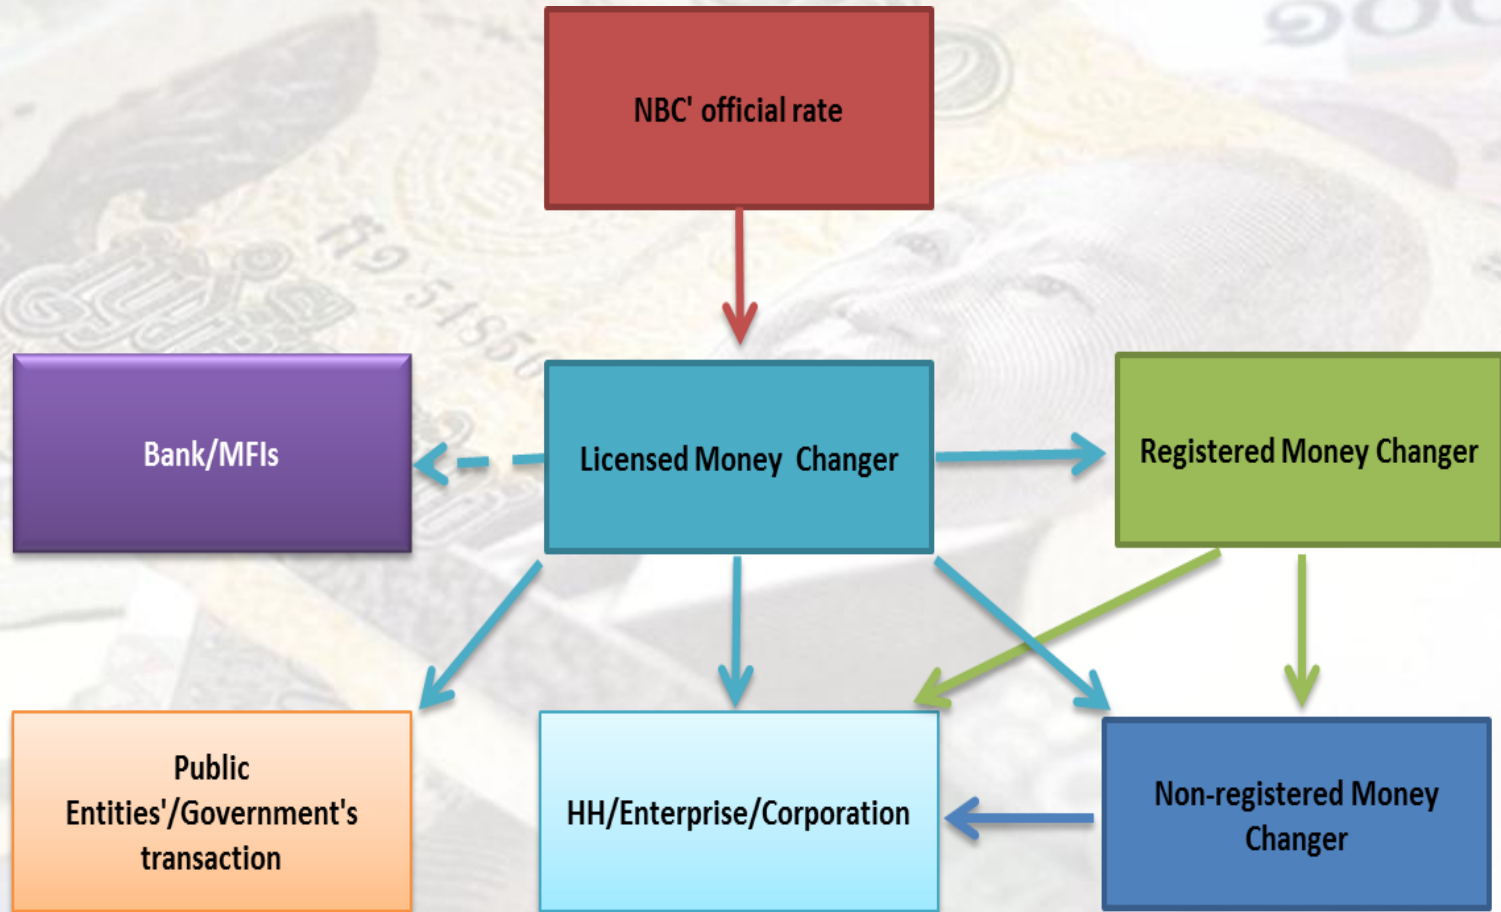 NBC' official rate
Bank/MFIs
Licensed Money Changer
Registered Money Changer
Public
Entities'/Government's
transaction
HH/Enterprise/Corporation
Non-registered Money
Changer